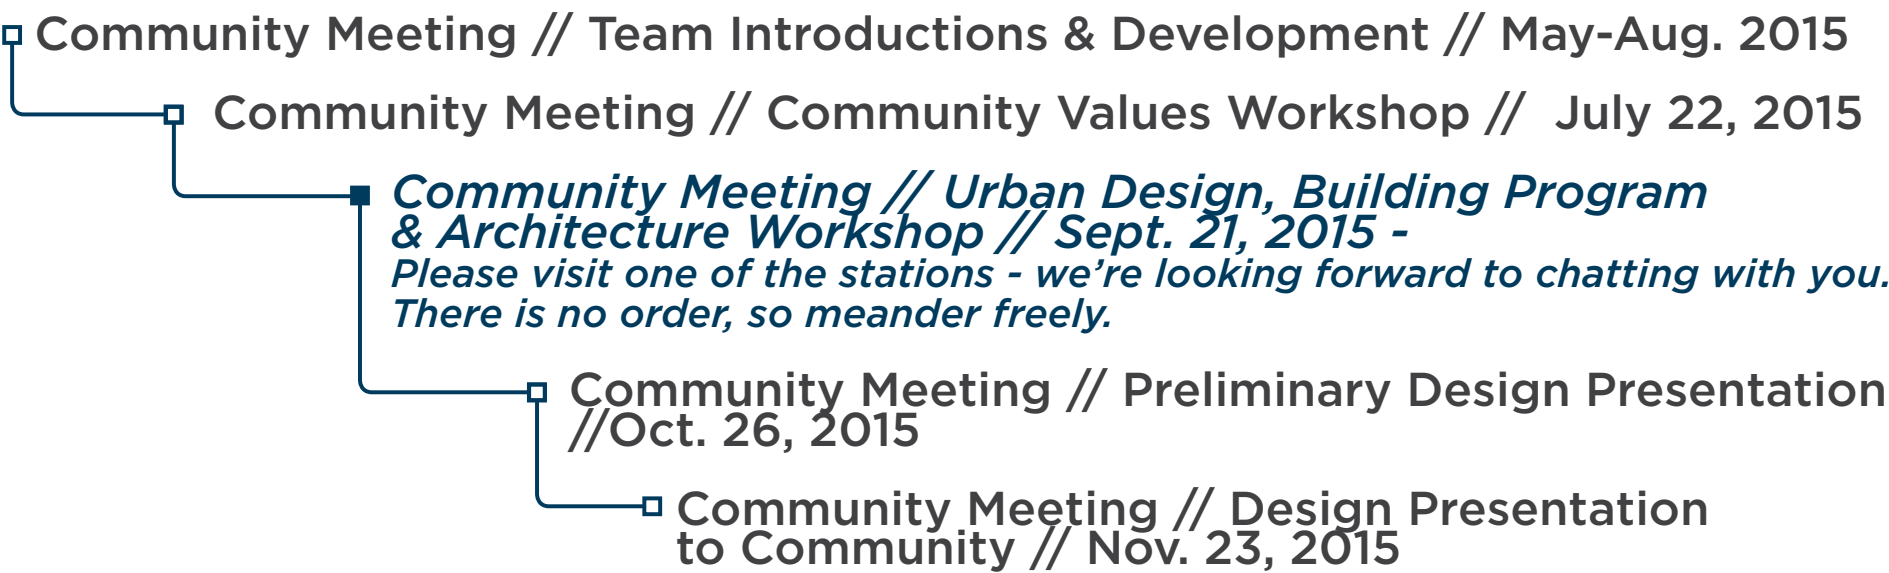 Community Meeting // Team Introductions & Development // May-Aug. 2015
Community Meeting // Community Values Workshop // July 22, 2015
Community Meeting // Urban Design, Building Program
& Architecture Workshop // Sept. 21, 2015 -
Please visit one of the stations - we're looking forward to chatting with you.
There is no order, so meander freely.
Community Meeting // Preliminary Design Presentation
//Oct. 26, 2015
Community Meeting // Design Presentation
to Community // Nov. 23, 2015